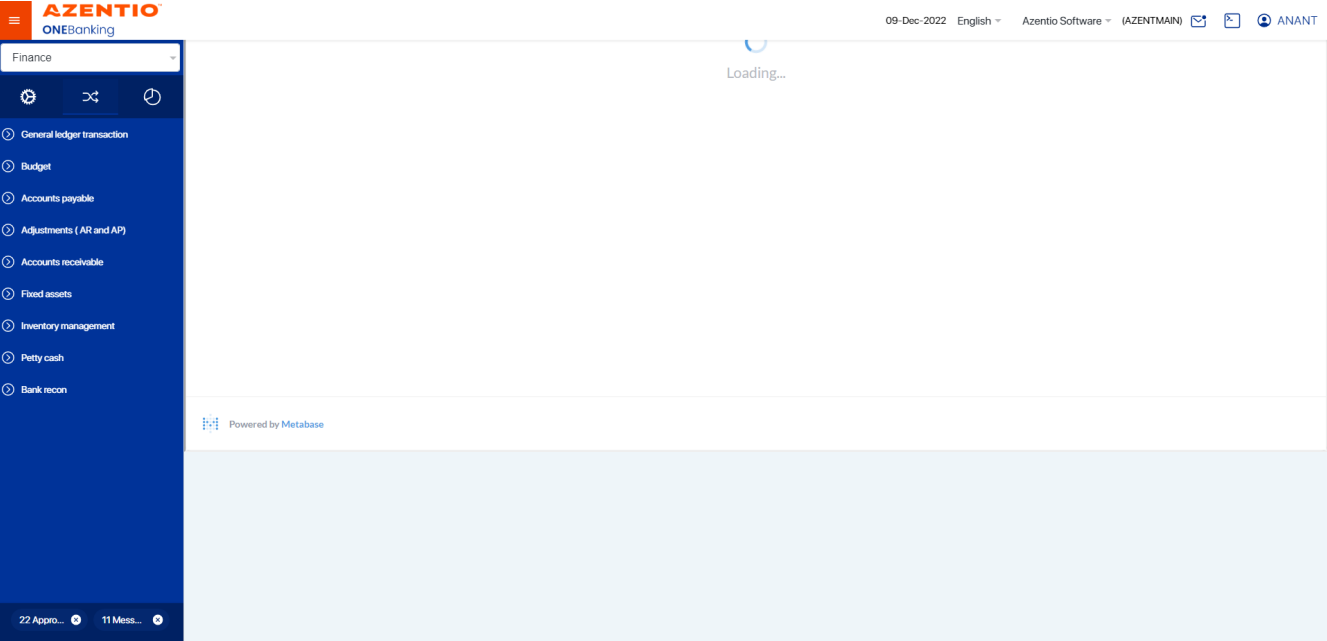 AZENTIO
ONEBanking
09-Dec-2022 English Azentio Software (AZENTMAIN) ANANT
Finance
Loading...
General ledger transaction
Budget
Accounts payable
Adjustments ( AR and AP)
Accounts receivable
Fixed assets
Inventory management
Petty cash
Bank recon
Powered by Metabase
22 Appro... 11 Mess...